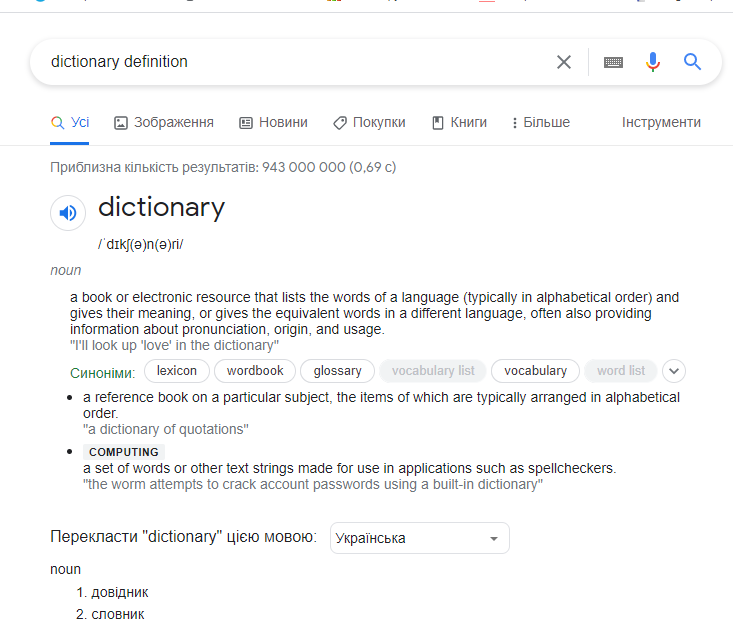 dictionary definition
Усі Зображення Новини Покупки Книги Більше Інструменти
Приблизна кількість результатів: 943 000 000 (0,69 с)
dictionary
/ˈdɪkʃ(ə)n(ə)ri/
noun
a book or electronic resource that lists the words of a language (typically in alphabetical order) and
gives their meaning, or gives the equivalent words in a different language, often also providing
information about pronunciation, origin, and usage.
"I'll look up 'love' in the dictionary"
Синоніми: lexicon wordbook glossary vocabulary list vocabulary word list
a reference book on a particular subject, the items of which are typically arranged in alphabetical
order.
"a dictionary of quotations"
COMPUTING
a set of words or other text strings made for use in applications such as spellcheckers.
"the worm attempts to crack account passwords using a built-in dictionary"
Перекласти "dictionary" цією мовою: Українська
noun
1. довідник
2. словник